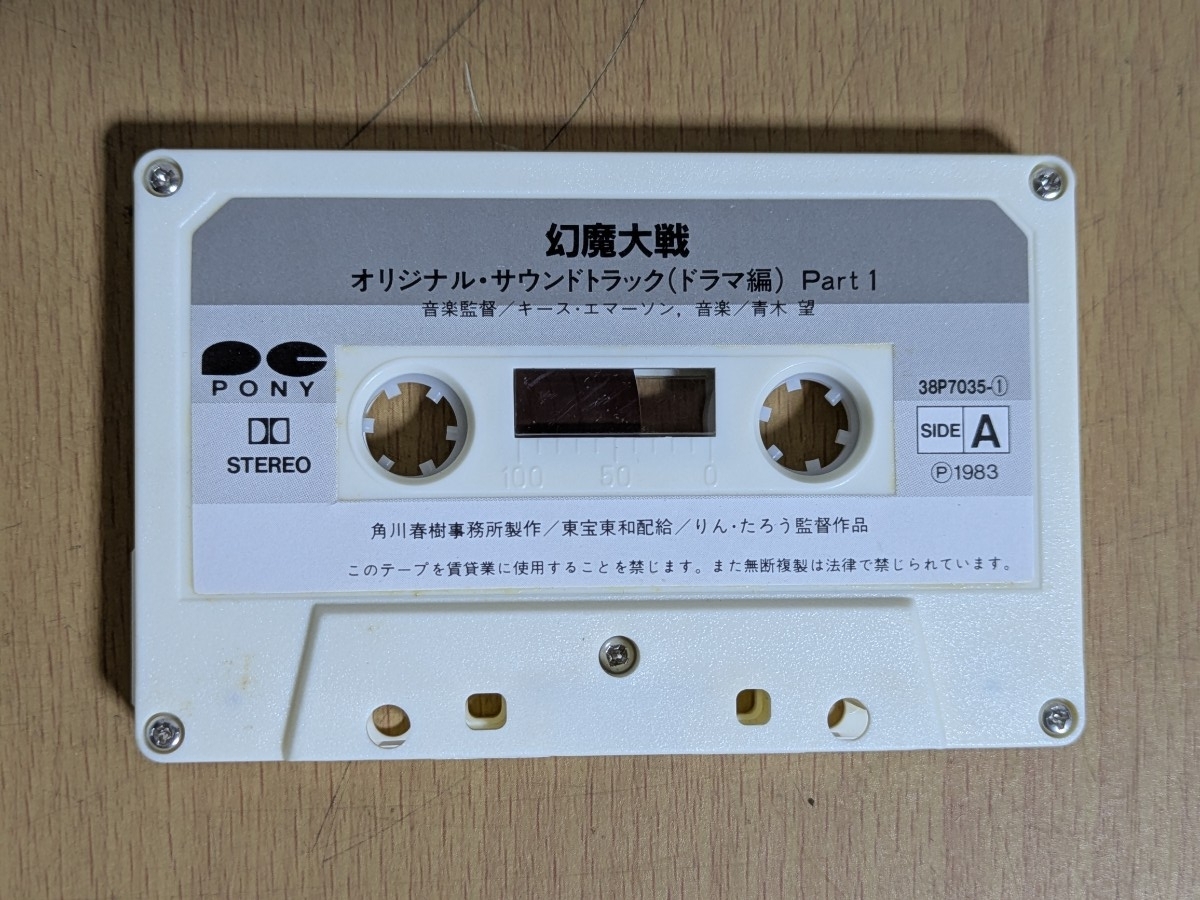 幻魔大戦
オリジナル・サウンドトラック(ドラマ編) Part 1
音楽監督／キース・エマーソン, 音楽／青木 望
PONY
38P7035-①
SIDE A
STEREO
Ⓟ1983
100 50 0
角川春樹事務所製作／東宝東和配給／りん・たろう監督作品
このテープを賃貸業に使用することを禁じます。また無断複製は法律で禁じられています。